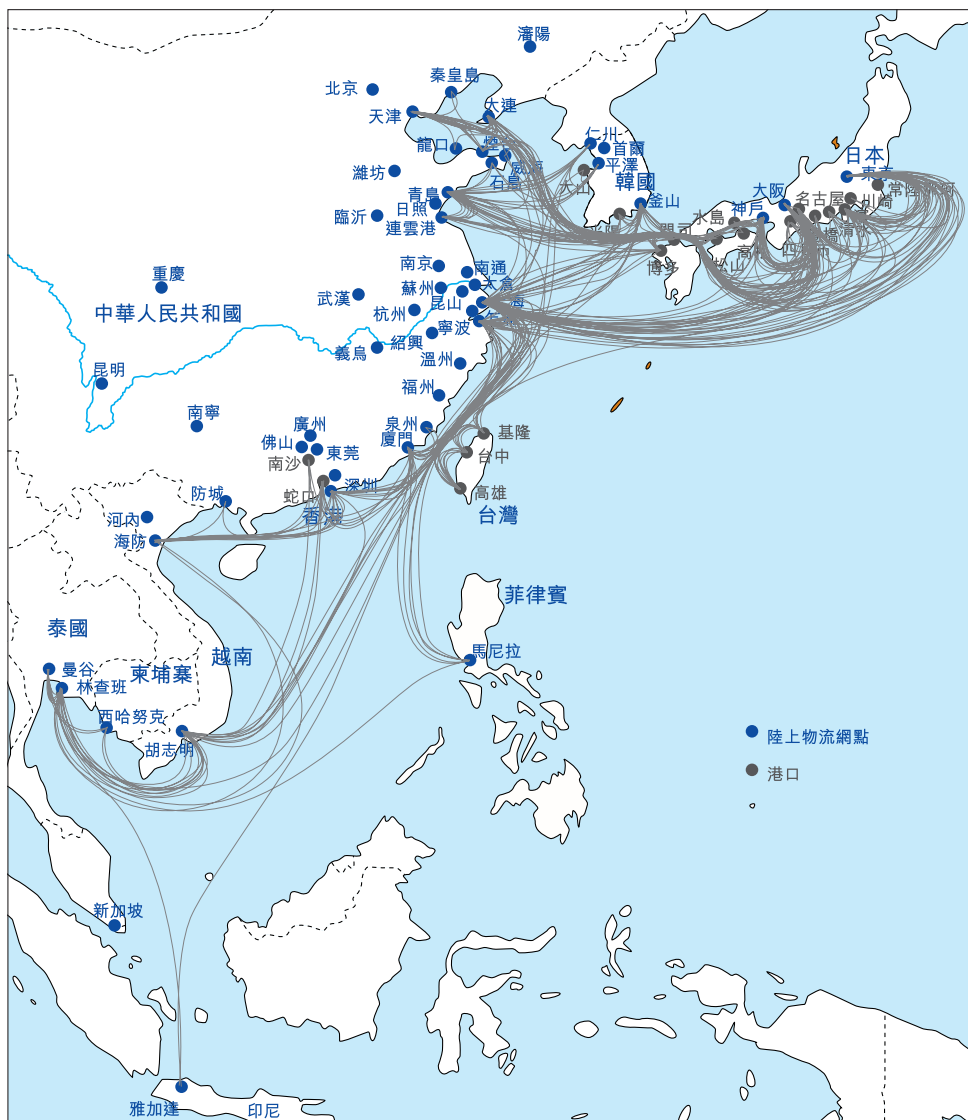 瀋陽
秦皇島
北京
大連
天津
仁州
龍口
首爾
日本
平澤
東京
石島
濰坊
大山
韓國
大阪
青島
釜山
名古屋
川崎
日照
神戶
臨沂
水島
連雲港
清水
門司
博多
松山
南京
南通
重慶
蘇州
太倉
武漢
昆山
杭州
中華人民共和國
寧波
紹興
義烏
溫州
昆明
福州
南寧
泉州
廣州
基隆
佛山
東莞
廈門
台中
南沙
深圳
蛇口
高雄
防城
香港
台灣
河內
海防
菲律賓
泰國
馬尼拉
越南
曼谷
柬埔寨
林查班
西哈努克
胡志明
陸上物流網點
港口
新加坡
雅加達
印尼